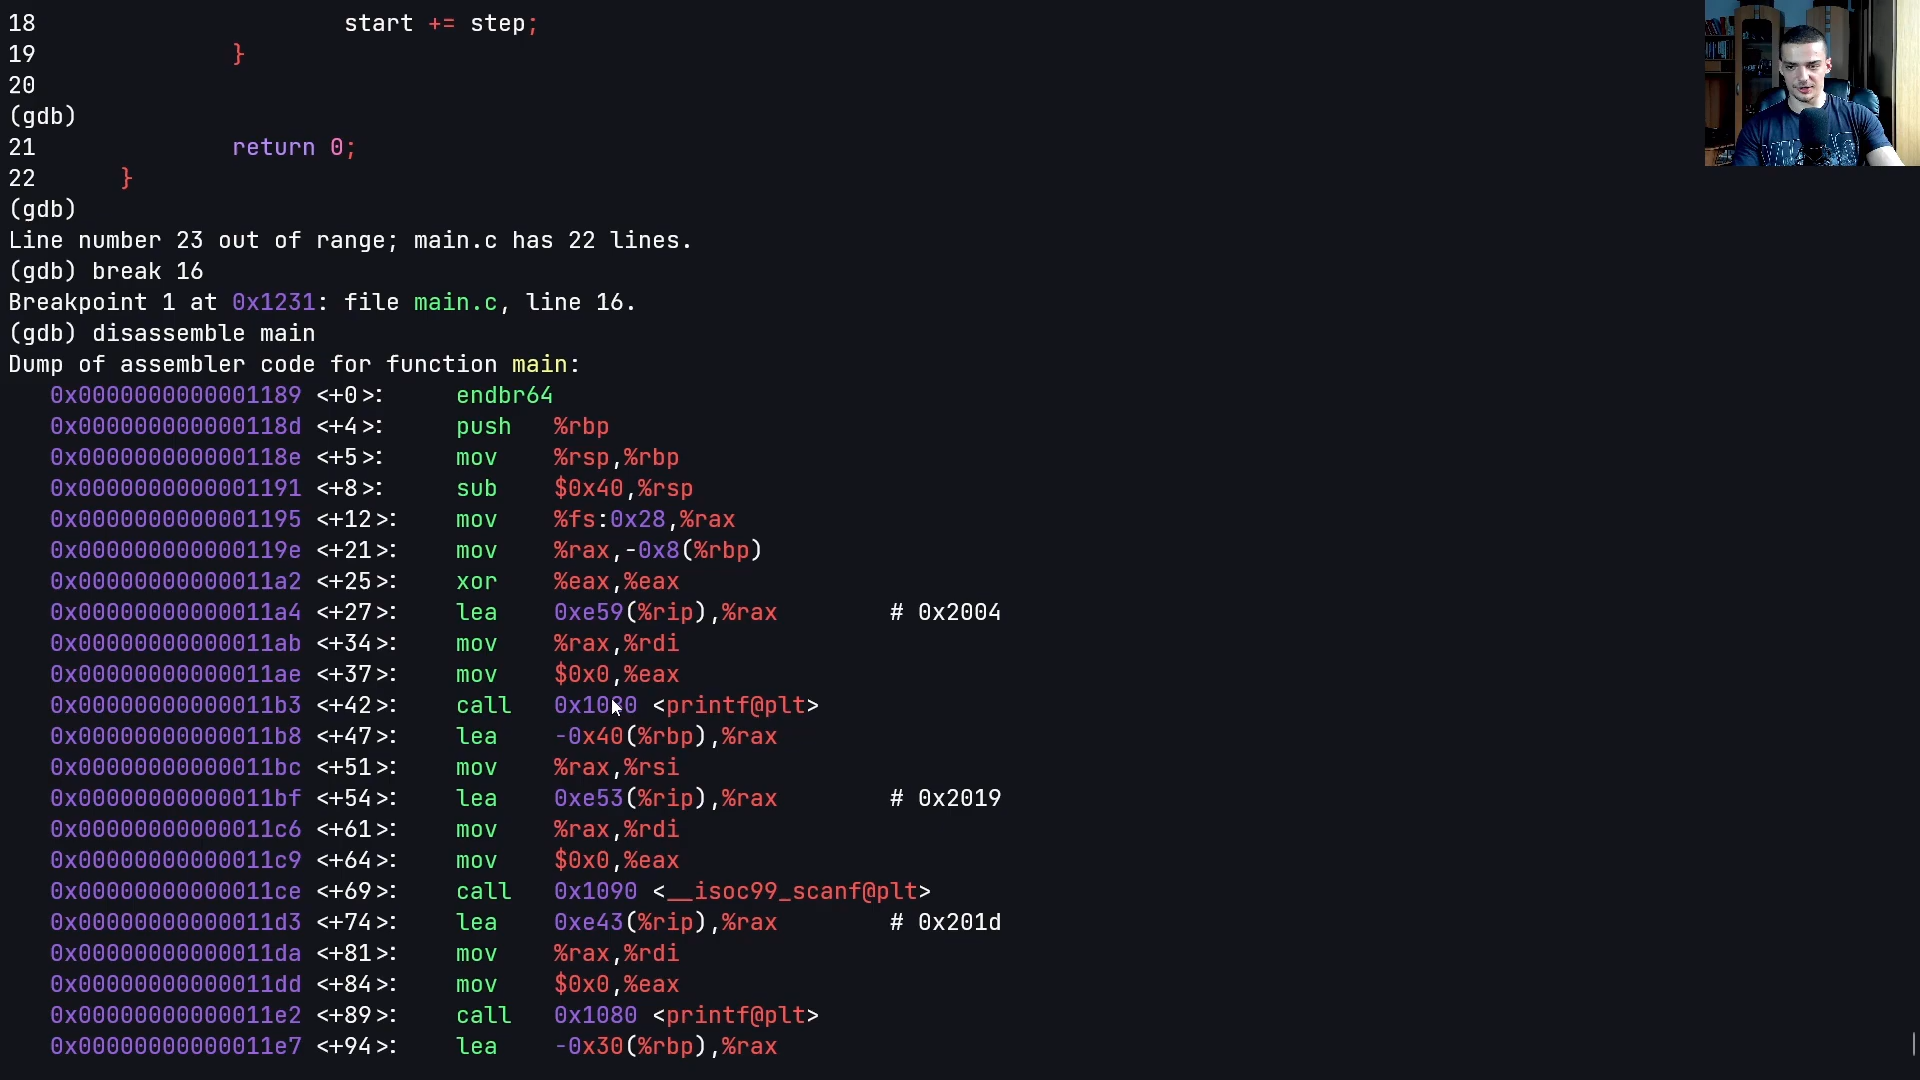 18 start += step;
19 }
20
(gdb)
21 return 0;
22 }
(gdb)
Line number 23 out of range; main.c has 22 lines.
(gdb) break 16
Breakpoint 1 at 0x1231: file main.c, line 16.
(gdb) disassemble main
Dump of assembler code for function main:
0x0000000000001189 <+0>: endbr64
0x000000000000118d <+4>: push %rbp
0x000000000000118e <+5>: mov %rsp,%rbp
0x0000000000001191 <+8>: sub $0x40,%rsp
0x0000000000001195 <+12>: mov %fs:0x28,%rax
0x000000000000119e <+21>: mov %rax,-0x8(%rbp)
0x00000000000011a2 <+25>: xor %eax,%eax
0x00000000000011a4 <+27>: lea 0xe59(%rip),%rax # 0x2004
0x00000000000011ab <+34>: mov %rax,%rdi
0x00000000000011ae <+37>: mov $0x0,%eax
0x00000000000011b3 <+42>: call 0x1080 <printf@plt>
0x00000000000011b8 <+47>: lea -0x40(%rbp),%rax
0x00000000000011bc <+51>: mov %rax,%rsi
0x00000000000011bf <+54>: lea 0xe53(%rip),%rax # 0x2019
0x00000000000011c6 <+61>: mov %rax,%rdi
0x00000000000011c9 <+64>: mov $0x0,%eax
0x00000000000011ce <+69>: call 0x1090 <__isoc99_scanf@plt>
0x00000000000011d3 <+74>: lea 0xe43(%rip),%rax # 0x201d
0x00000000000011da <+81>: mov %rax,%rdi
0x00000000000011dd <+84>: mov $0x0,%eax
0x00000000000011e2 <+89>: call 0x1080 <printf@plt>
0x00000000000011e7 <+94>: lea -0x30(%rbp),%rax